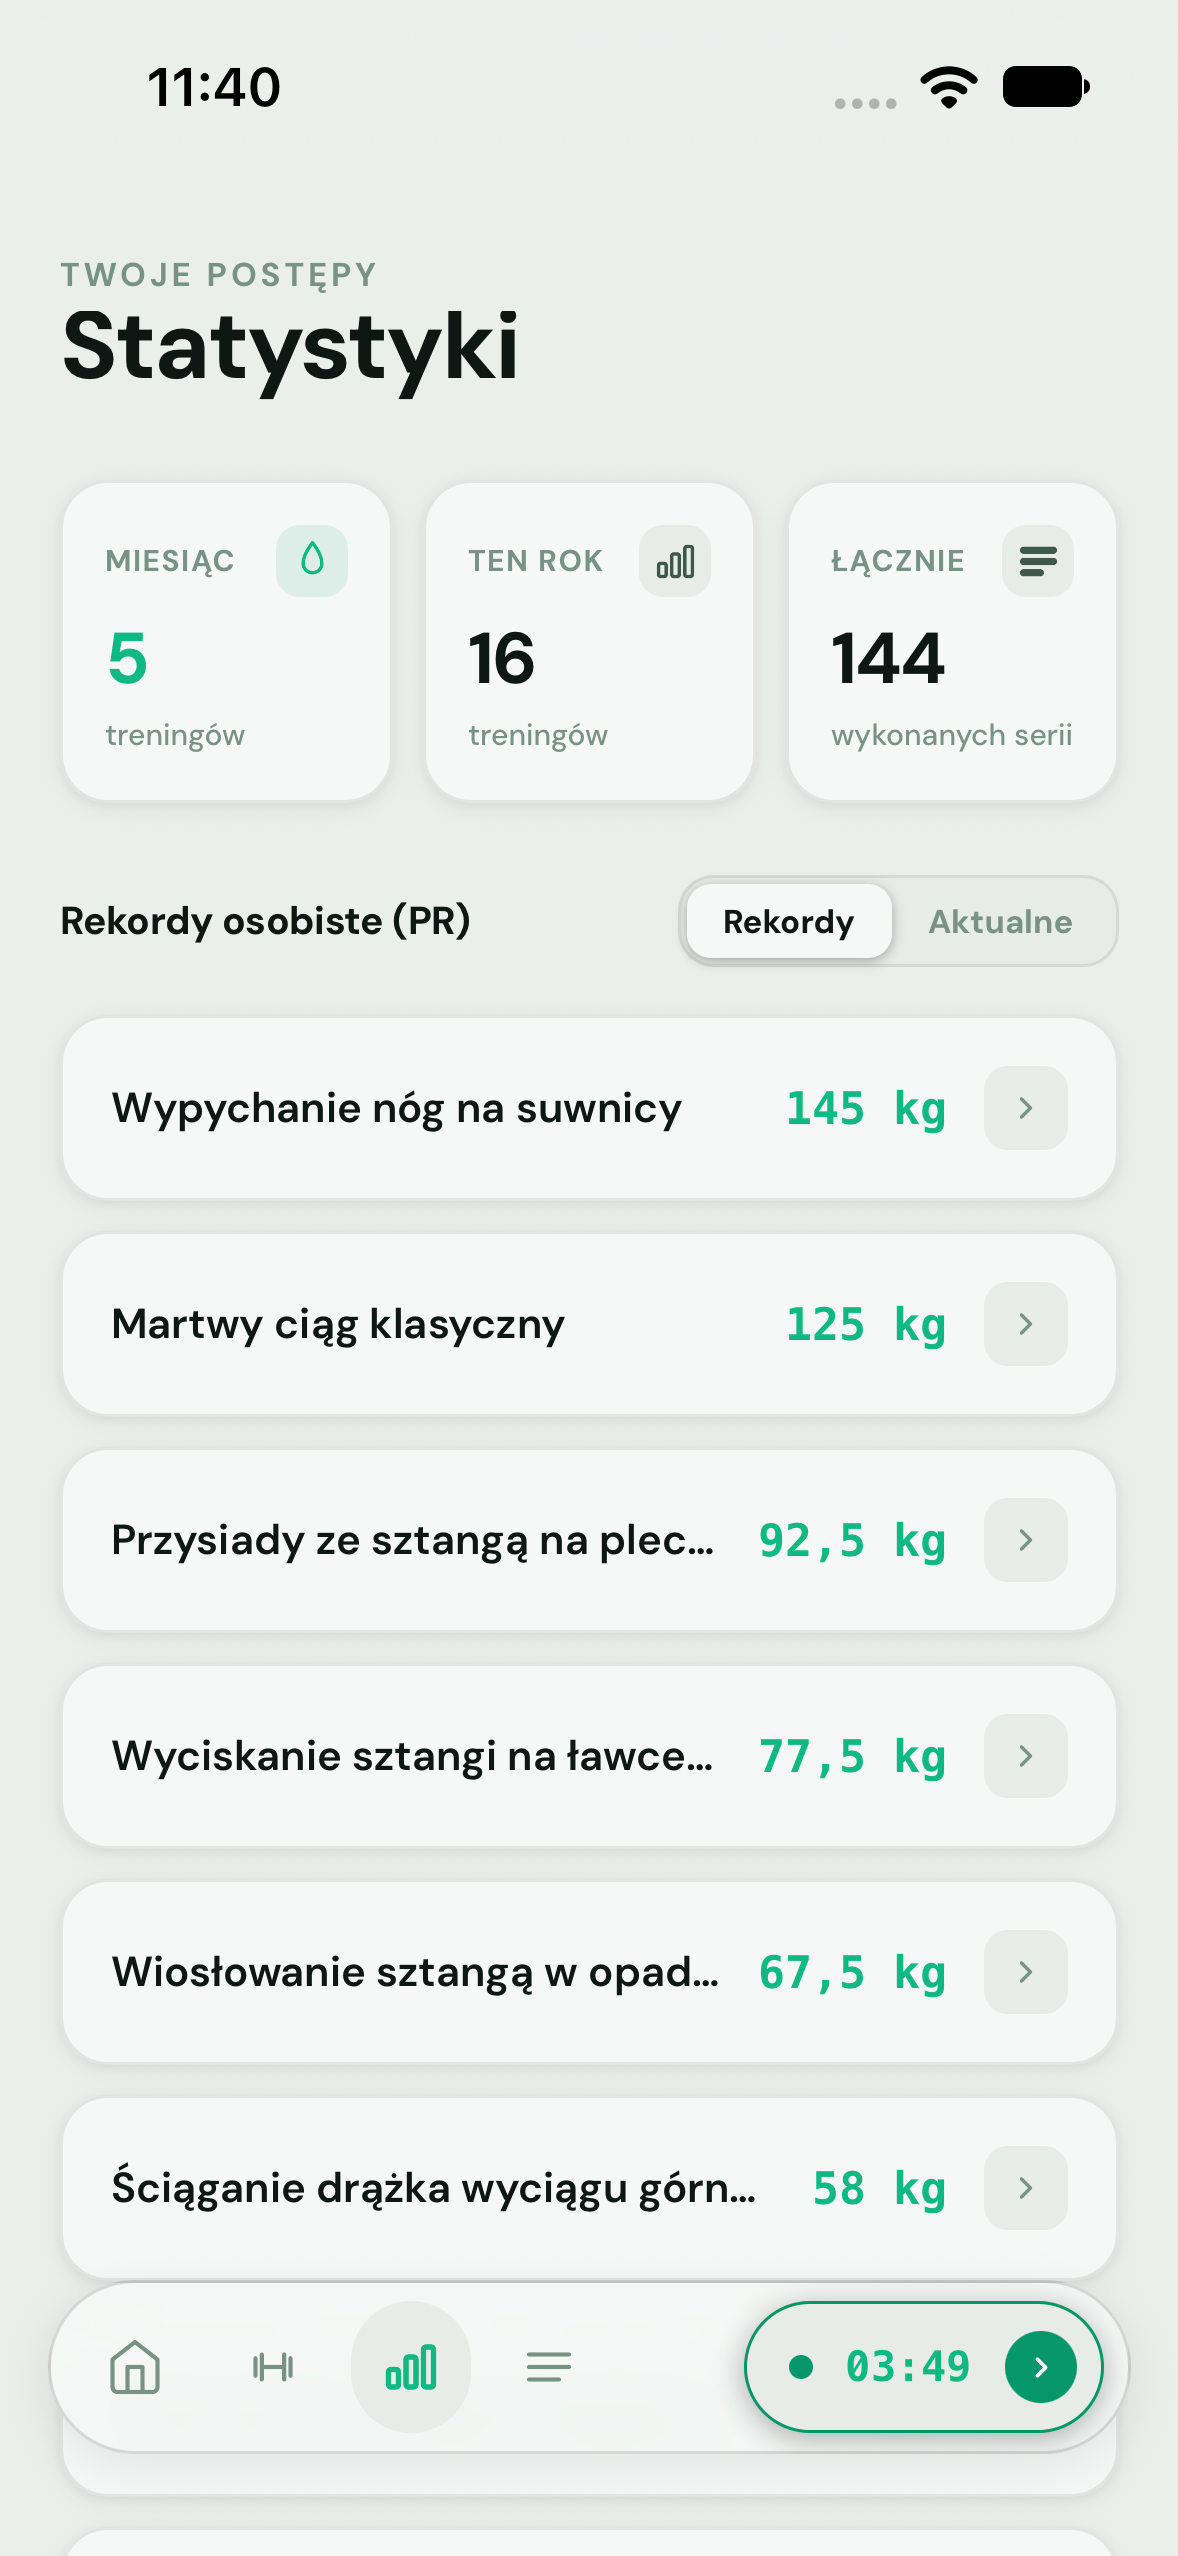 11:40
TWOJE POSTĘPY
Statystyki
MIESIĄC
5
treningów
TEN ROK
16
treningów
ŁĄCZNIE
144
wykonanych serii
Rekordy osobiste (PR)
Rekordy
Aktualne
Wypychanie nóg na suwnicy 145 kg
Martwy ciąg klasyczny 125 kg
Przysiady ze sztangą na plec... 92,5 kg
Wyciskanie sztangi na ławce... 77,5 kg
Wiosłowanie sztangą w opad... 67,5 kg
Ściąganie drążka wyciągu górn... 58 kg
03:49